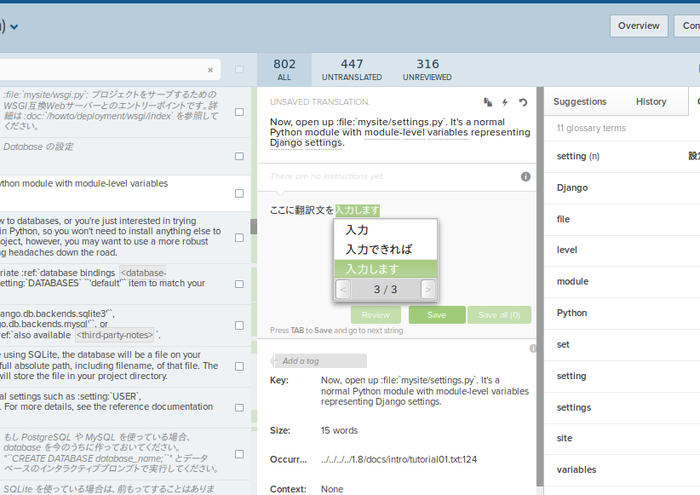 Overview
802
ALL
447
UNTRANSLATED
316
UNREVIEWED
:file:`mysite/wsgi.py`: プロジェクトをサーブするための
WSGI互換Webサーバーとのエントリーポイントです。詳
細は :doc:`/howto/deployment/wsgi/index` を参照して
ください。
Database の設定
ython module with module-level variables
w to databases, or you're just interested in trying
in Python, so you won't need to install anything else to
oject, however, you may want to use a more robust
g headaches down the road.
riate :ref:`database bindings <database-
etting:`DATABASES` ``'default'`` item to match your
jango.db.backends.sqlite3'``,
go.db.backends.mysql'``, or
ref:`also available <third-party-notes>`.
e using SQLite, the database will be a file on your
full absolute path, including filename, of that file. The
will store the file in your project directory.
al settings such as :setting:`USER`,
. For more details, see the reference documentation
もし PostgreSQL や MySQL を使っている場合、
database を今のうちに作っておいてください。
"``CREATE DATABASE database_name;``" とデータ
ベースのインタラクティブプロンプトで実行してください。
SQLite を使っている場合は、前もってすることはありま
UNSAVED TRANSLATION.
Now, open up :file:`mysite/settings.py`. It's a normal
Python module with module-level variables representing
Django settings.
There are no instructions yet.
ここに翻訳文を入力します
入力
入力できれば
入力します
< 3 / 3 >
Review
Save
Save all (0)
Press TAB to Save and go to next string
Add a tag
Key: Now, open up :file:`mysite/settings.py`. It's a
normal Python module with module-level variables
representing Django settings.
Size: 15 words
Occurr... ../../../../1.8/docs/intro/tutorial01.txt:124
Context: None
Suggestions
History
11 glossary terms
setting (n)
Django
file
level
module
Python
set
setting
settings
site
variables